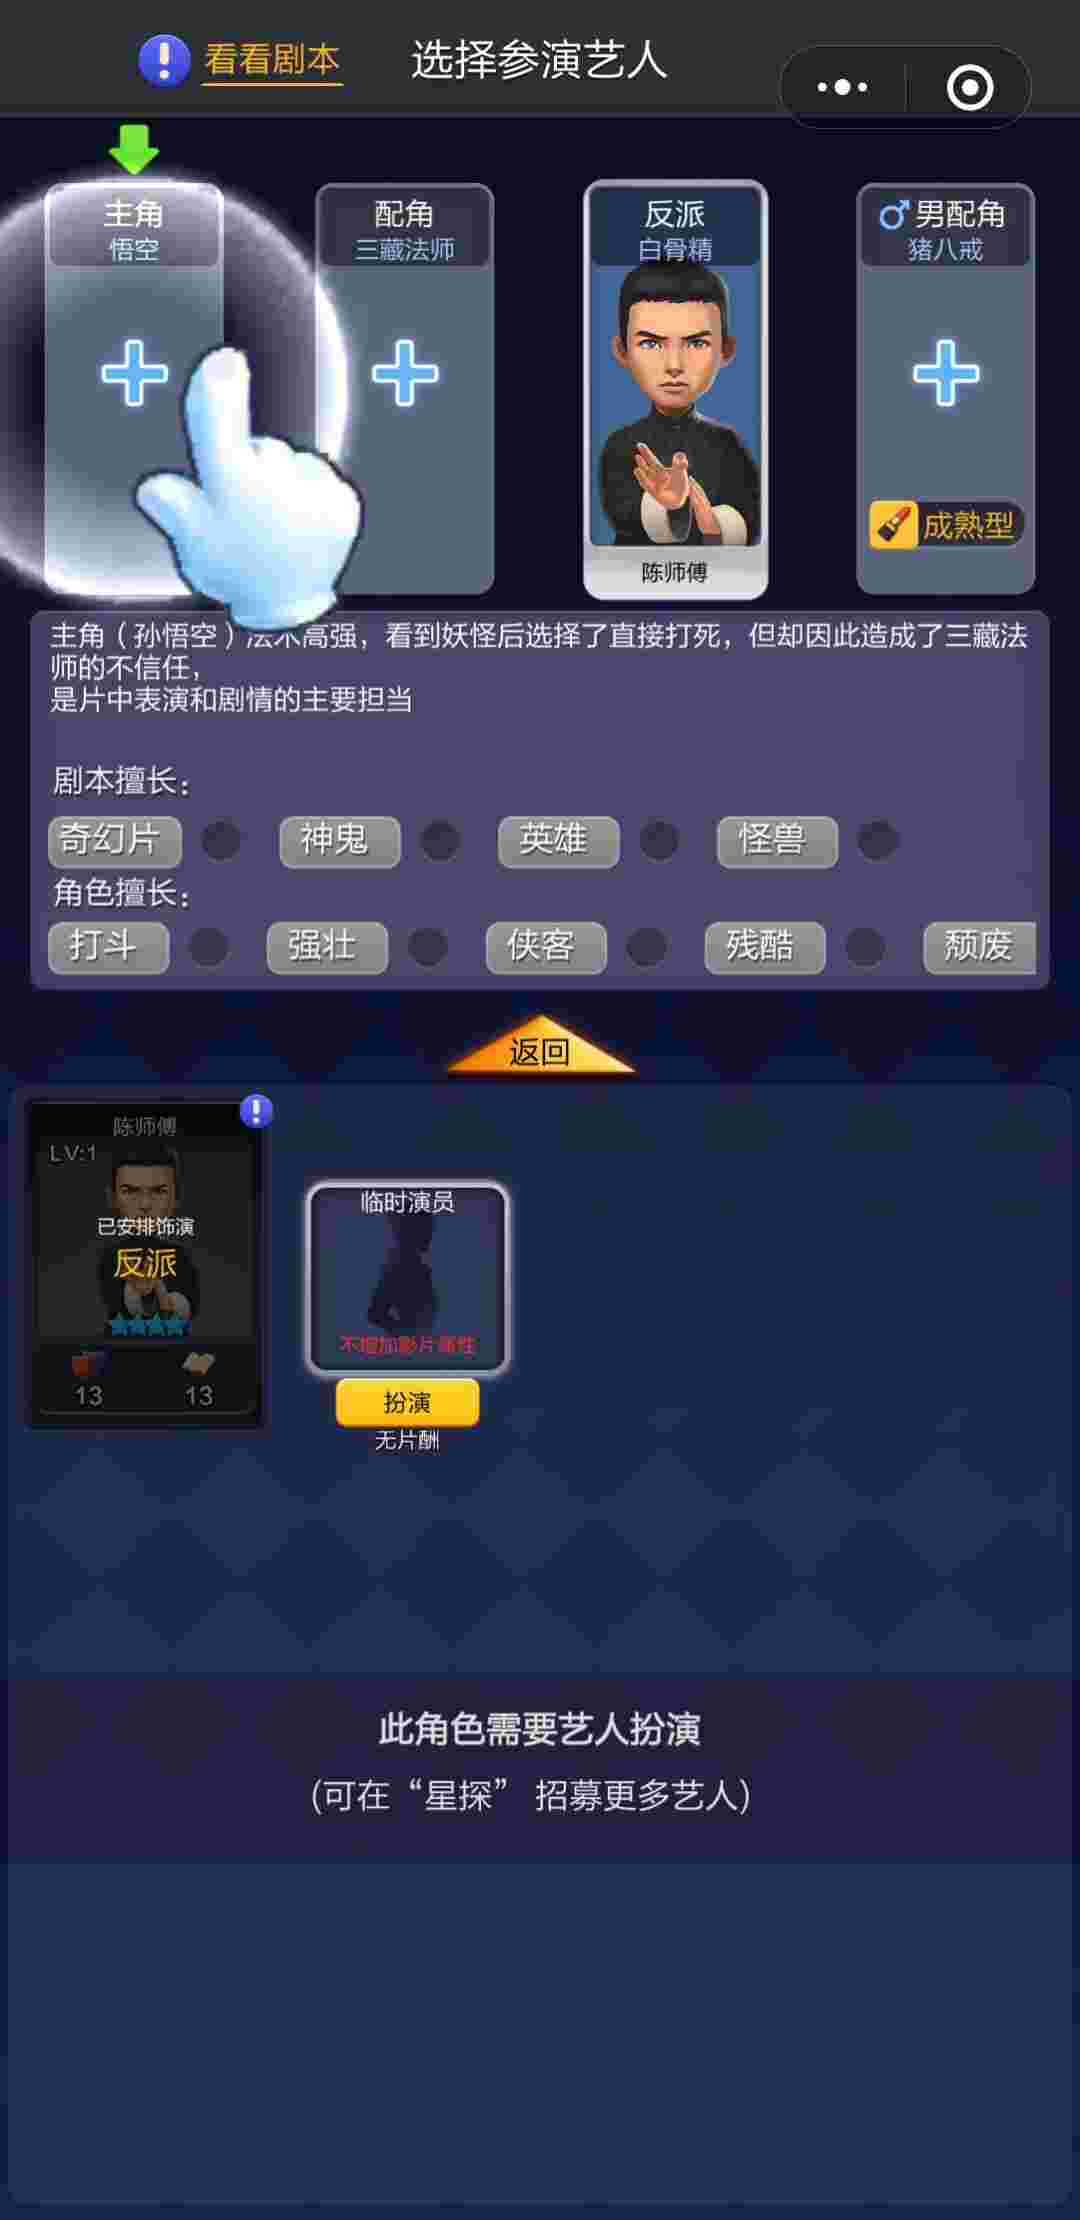 看看剧本
选择参演艺人
主角
悟空
配角
三藏法师
反派
白骨精
男配角
猪八戒
成熟型
陈师傅
主角（孙悟空）法术高强，看到妖怪后选择了直接打死，但却因此造成了三藏法
师的不信任，
是片中表演和剧情的主要担当
剧本擅长：
奇幻片 神鬼 英雄 怪兽
角色擅长：
打斗 强壮 侠客 残酷 颓废
返回
陈师傅
LV:1
已安排饰演
反派
13 13
临时演员
不增加影片属性
扮演
无片酬
此角色需要艺人扮演
(可在“星探” 招募更多艺人)